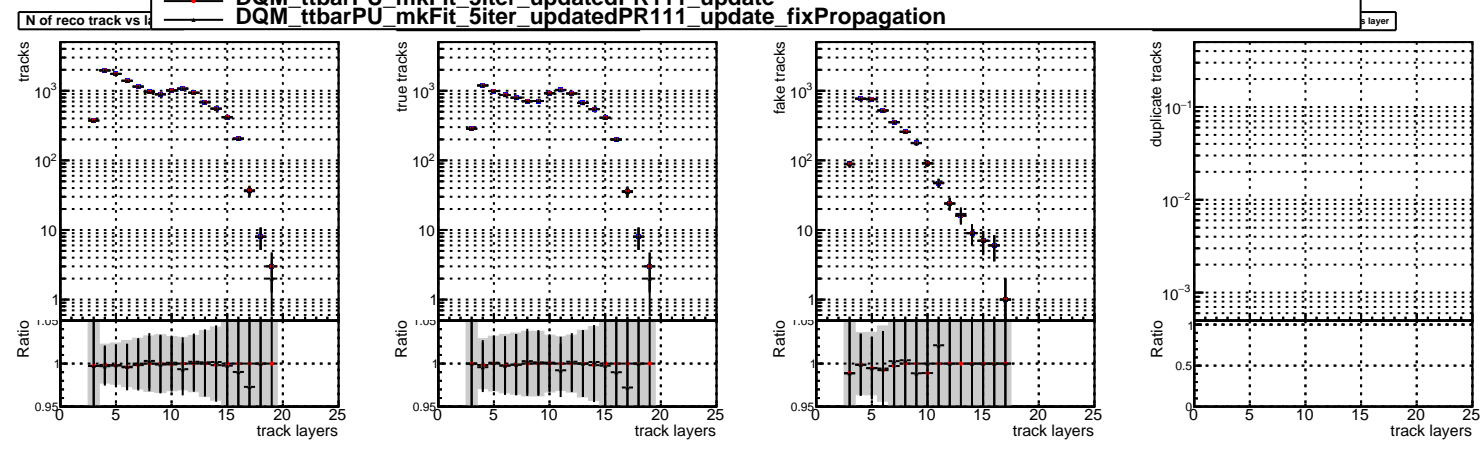 DQM_ttbarPU_mkFit_5iter_updatedPR111_update
DQM_ttbarPU_mkFit_5iter_updatedPR111_update_fixPropagation
N of reco track vs la
s layer
tracks
10³
10²
10
1
Ratio
1.05
1
0.95
0 5 10 15 20 25
track layers
true tracks
10³
10²
10
1
Ratio
1.05
1
0.95
0 5 10 15 20 25
track layers
fake tracks
10³
10²
10
1
Ratio
1.05
1
0.95
0 5 10 15 20 25
track layers
duplicate tracks
10⁻¹
10⁻²
10⁻³
Ratio
1
0.5
0
0 5 10 15 20 25
track layers